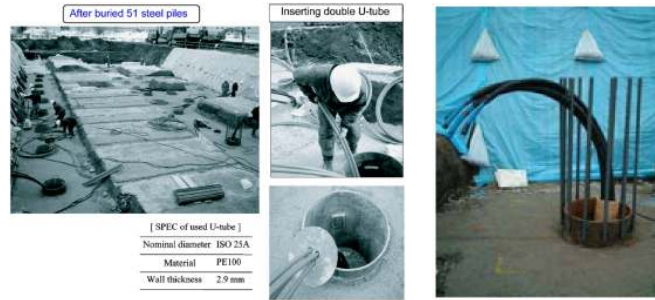 After buried 51 steel piles
Inserting double U-tube
[ SPEC of used U-tube ]
Nominal diameter ISO 25A
Material PE100
Wall thickness 2.9 mm